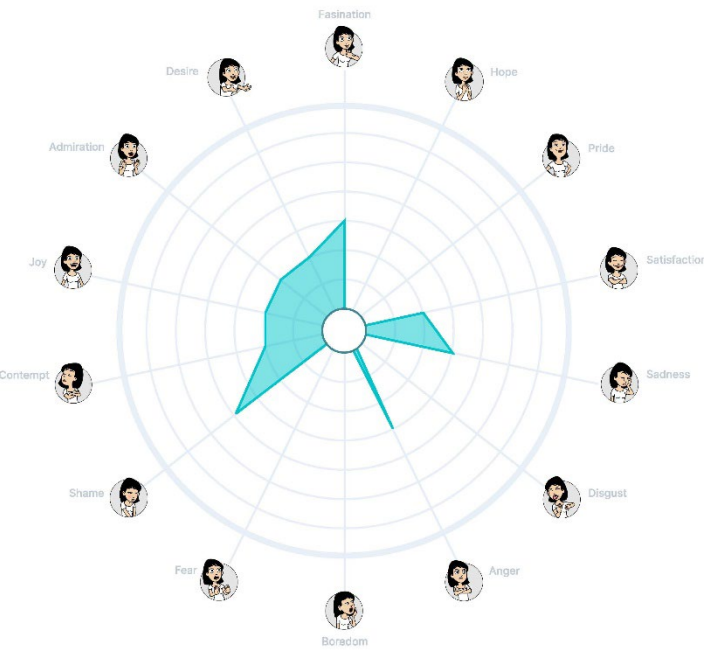 Fasination
Desire
Hope
Admiration
Pride
Joy
Satisfaction
Contempt
Sadness
Shame
Disgust
Fear
Anger
Boredom